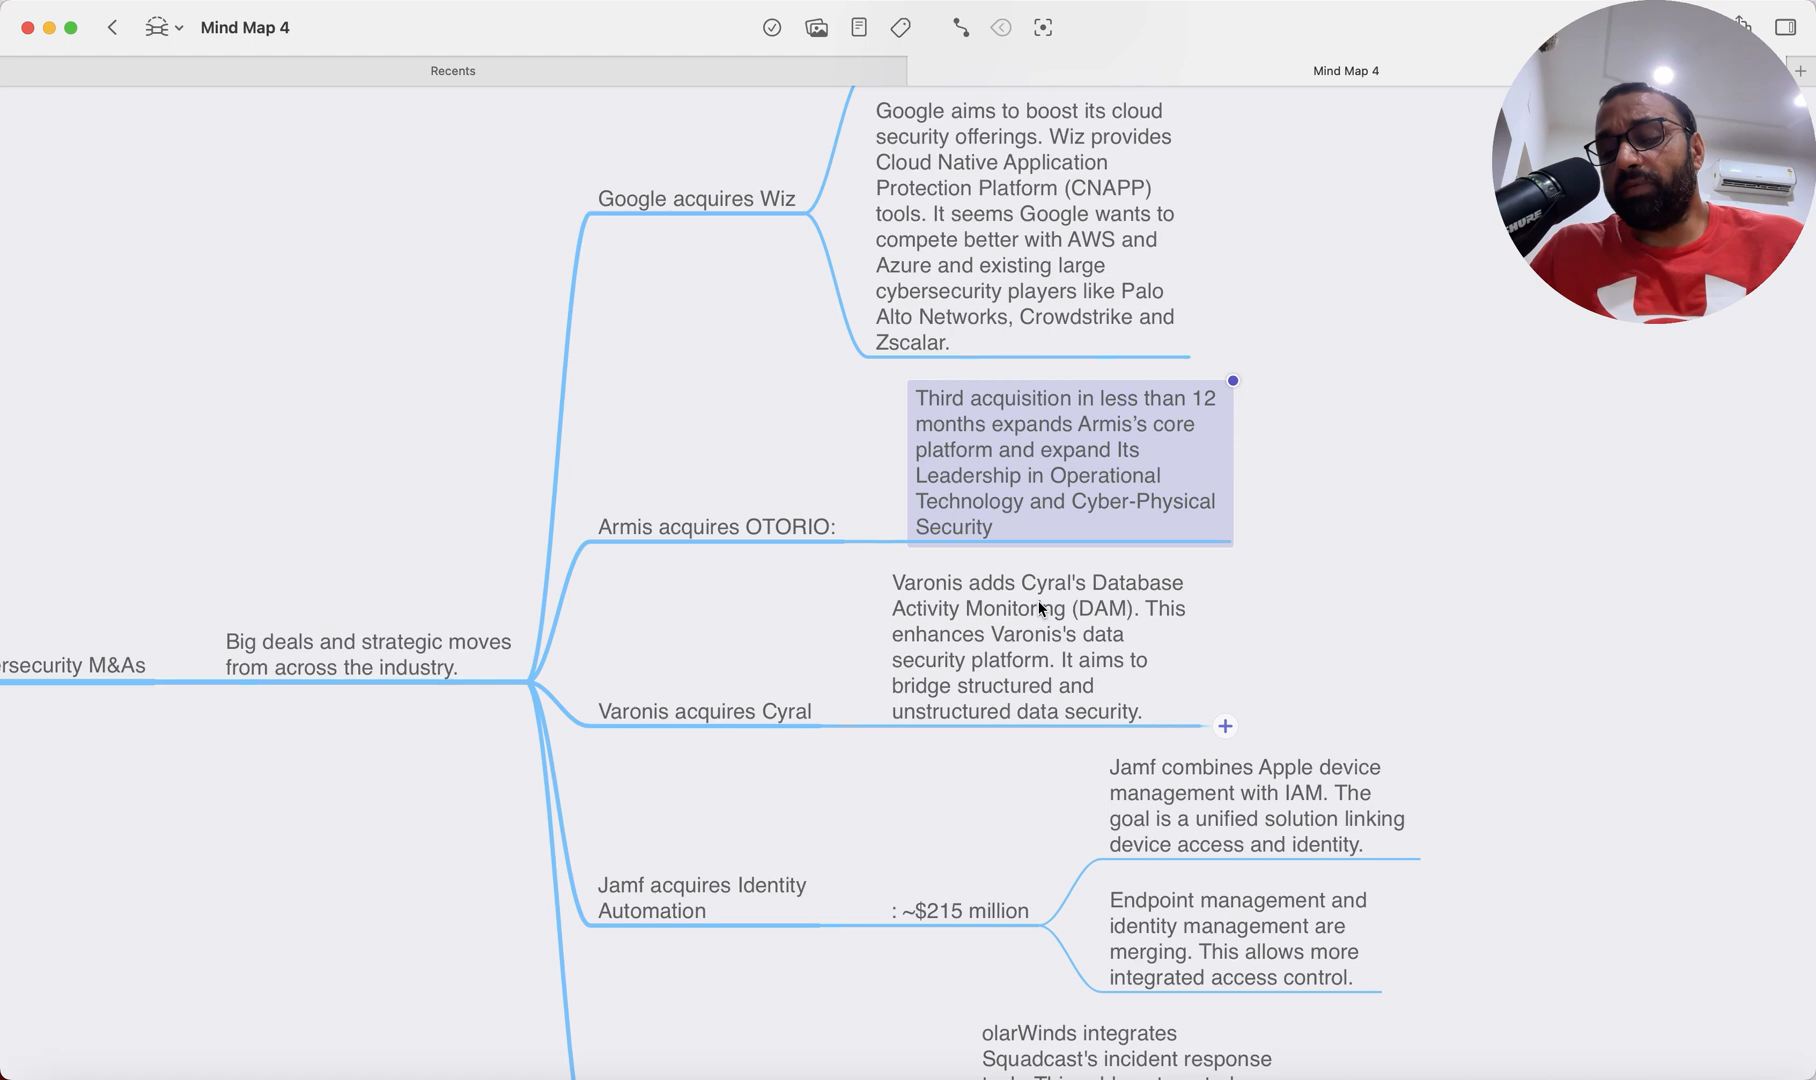 Mind Map 4
Recents
Mind Map 4
Google aims to boost its cloud
security offerings. Wiz provides
Cloud Native Application
Protection Platform (CNAPP)
tools. It seems Google wants to
compete better with AWS and
Azure and existing large
cybersecurity players like Palo
Alto Networks, Crowdstrike and
Zscalar.
Google acquires Wiz
Third acquisition in less than 12
months expands Armis’s core
platform and expand Its
Leadership in Operational
Technology and Cyber-Physical
Security
Armis acquires OTORIO:
Varonis adds Cyral's Database
Activity Monitoring (DAM). This
enhances Varonis's data
security platform. It aims to
bridge structured and
unstructured data security.
Varonis acquires Cyral
ersecurity M&As
Big deals and strategic moves
from across the industry.
Jamf combines Apple device
management with IAM. The
goal is a unified solution linking
device access and identity.
Jamf acquires Identity
Automation
: ~$215 million
Endpoint management and
identity management are
merging. This allows more
integrated access control.
olarWinds integrates
Squadcast's incident response
SHURE